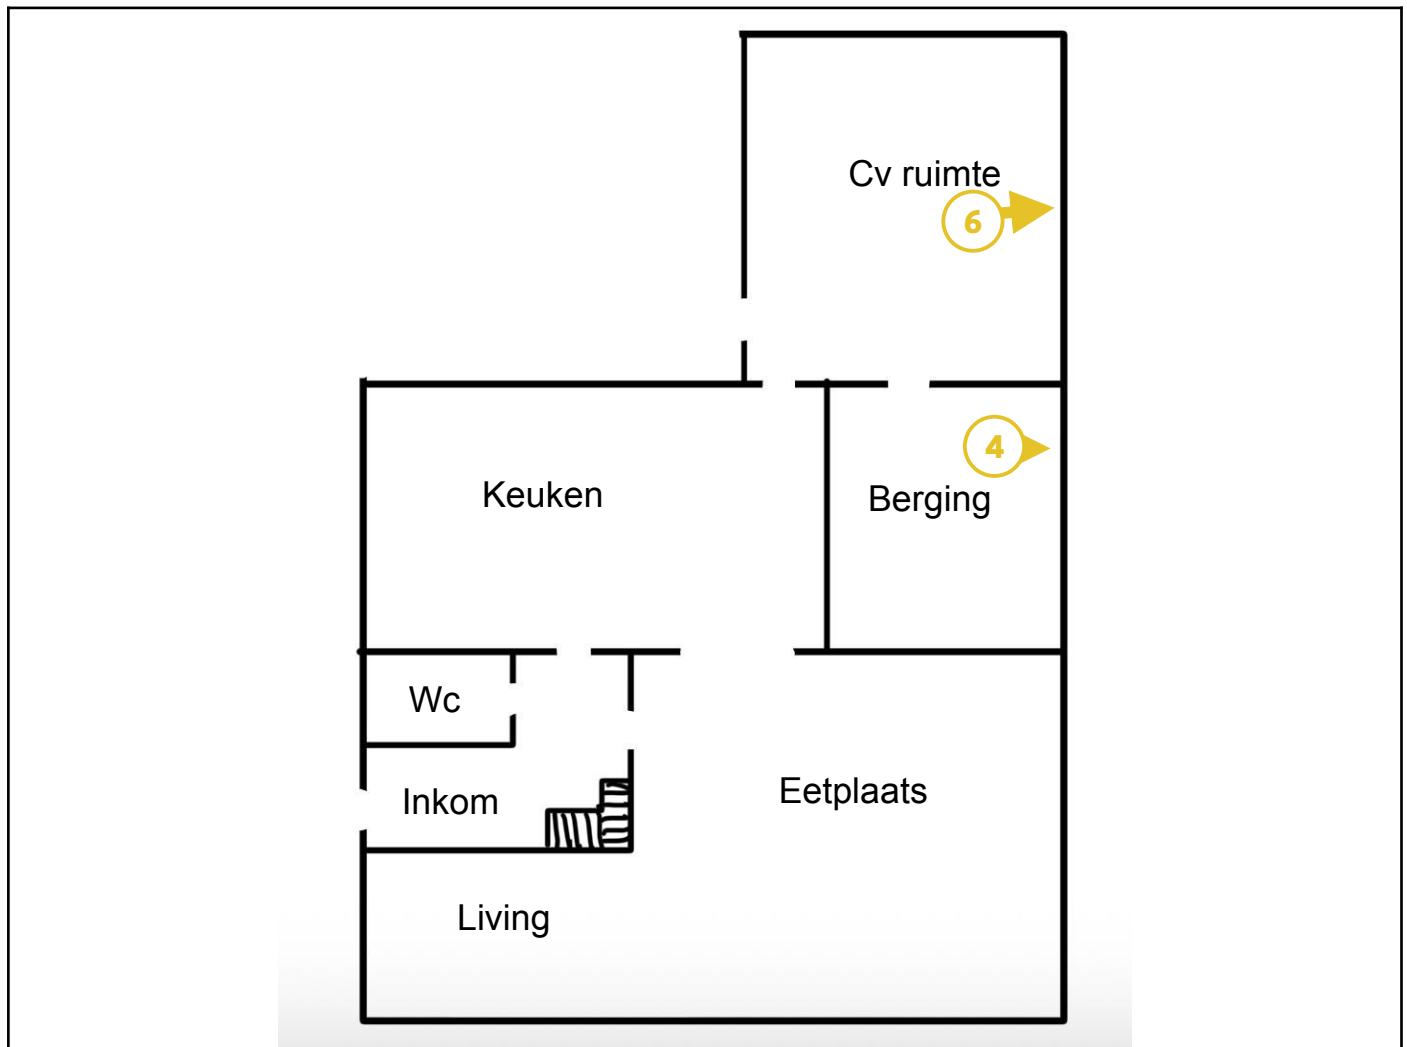 Cv ruimte
6
4
Keuken
Berging
Wc
Inkom
Eetplaats
Living